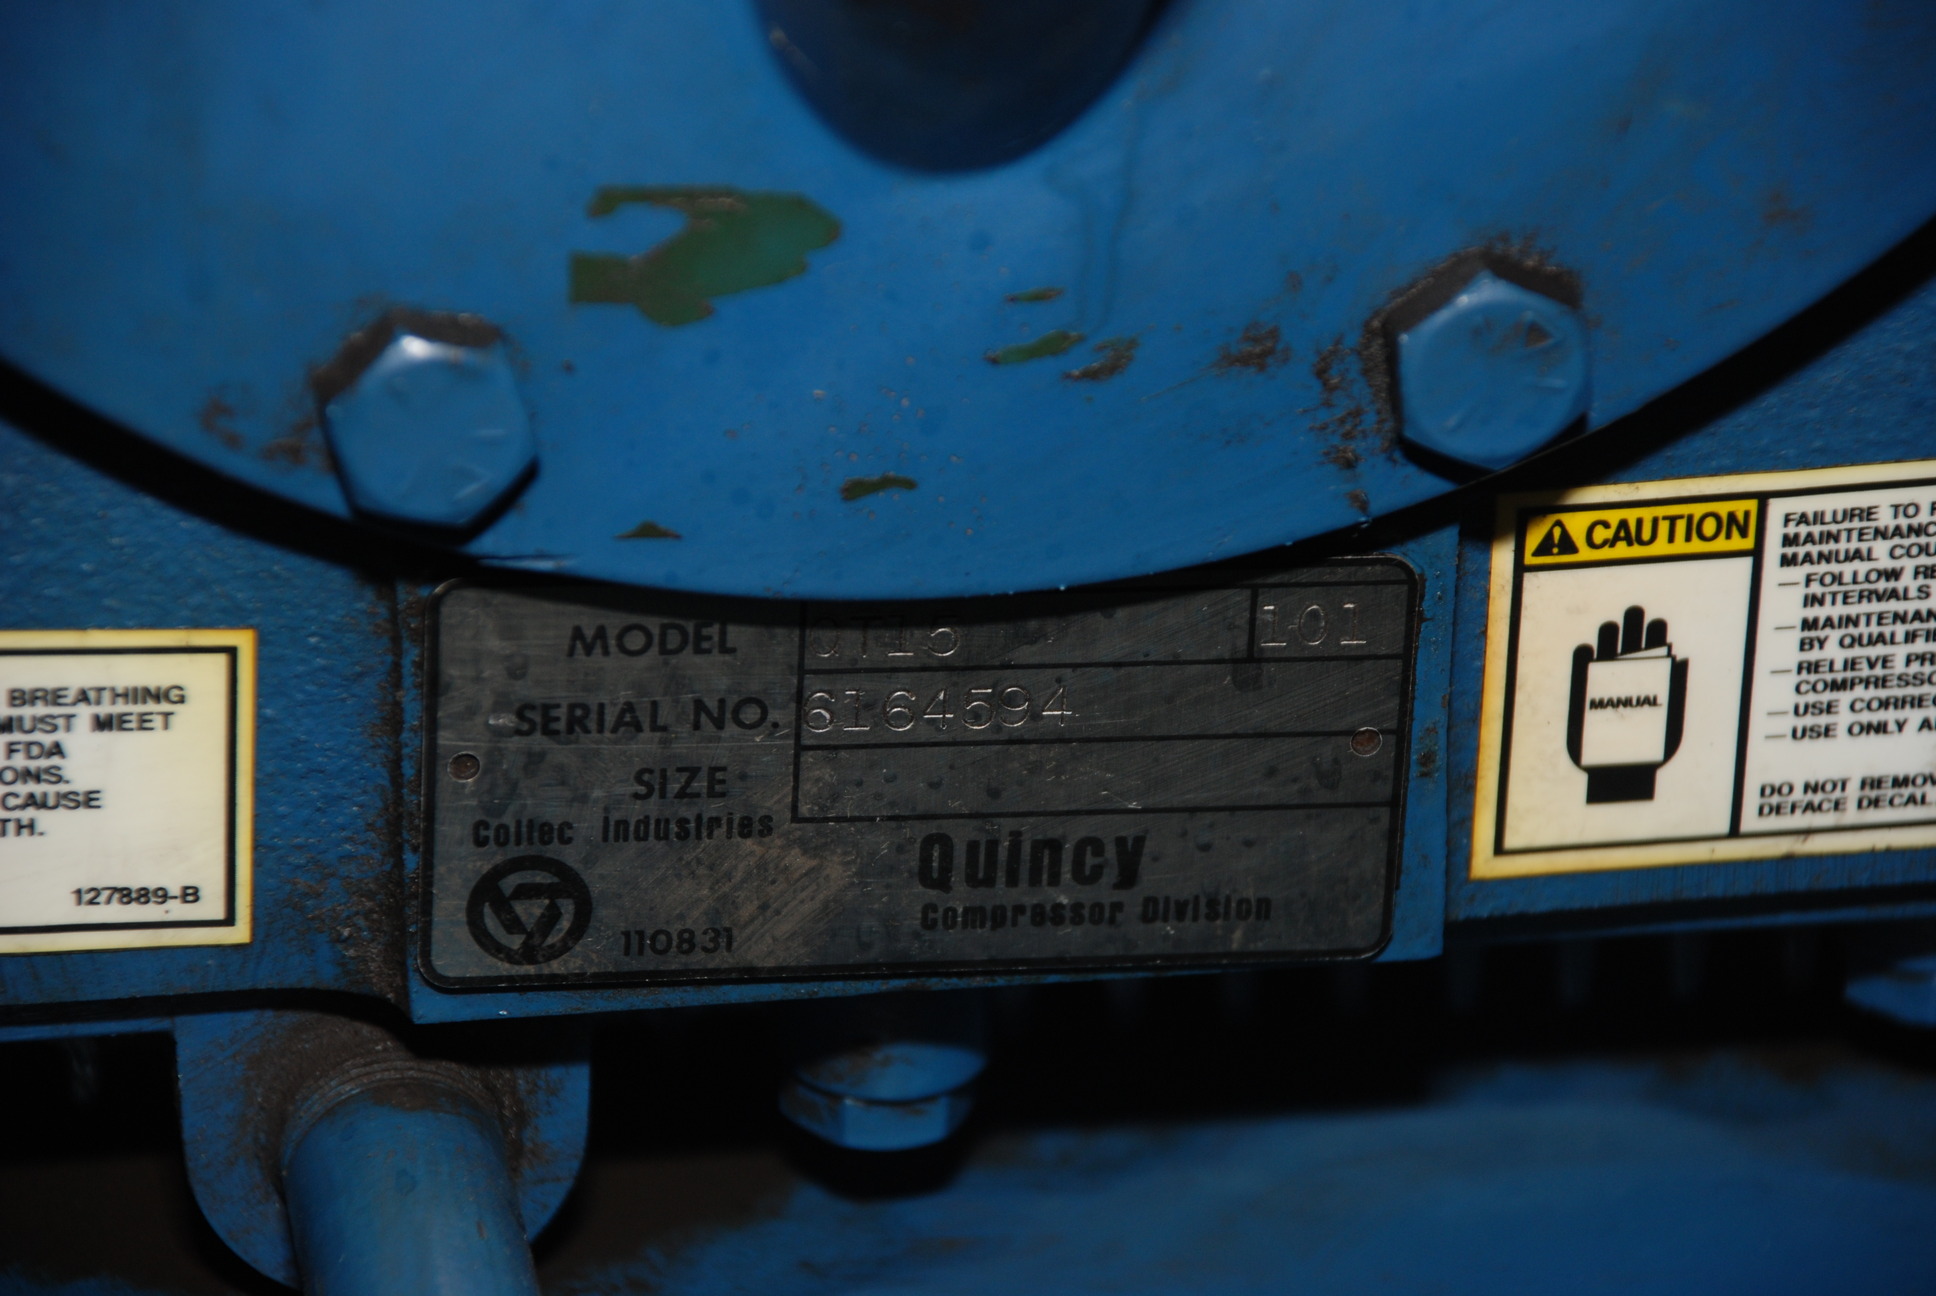 BREATHING
MUST MEET
FDA
ONS.
CAUSE
TH.
127889-B
MODEL QT15 101
SERIAL NO. 6164594
SIZE
Coltec Industries
110831
Quincy
Compressor Division
CAUTION
MANUAL
FAILURE TO F
MAINTENANC
MANUAL COU
—FOLLOW RE
INTERVALS
—MAINTENAN
BY QUALIFIE
—RELIEVE PR
COMPRESSO
—USE CORREC
—USE ONLY A
DO NOT REMOV
DEFACE DECAL.